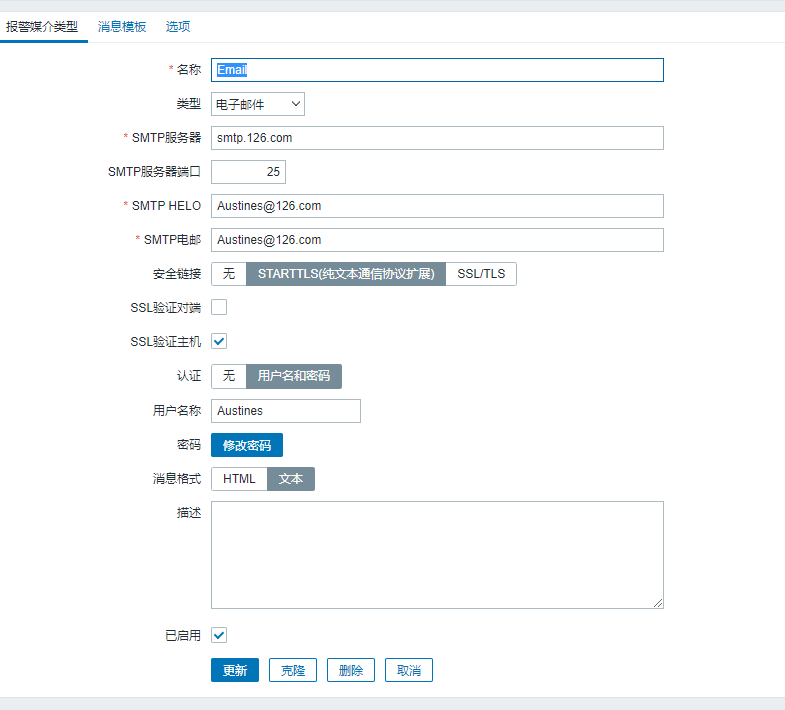 报警媒介类型 消息模板 选项
* 名称 Email
类型 电子邮件
* SMTP服务器 smtp.126.com
SMTP服务器端口 25
* SMTP HELO Austines@126.com
* SMTP电邮 Austines@126.com
安全链接 无 STARTTLS(纯文本通信协议扩展) SSL/TLS
SSL验证对端
SSL验证主机
认证 无 用户名和密码
用户名称 Austines
密码 修改密码
消息格式 HTML 文本
描述
已启用
更新 克隆 删除 取消